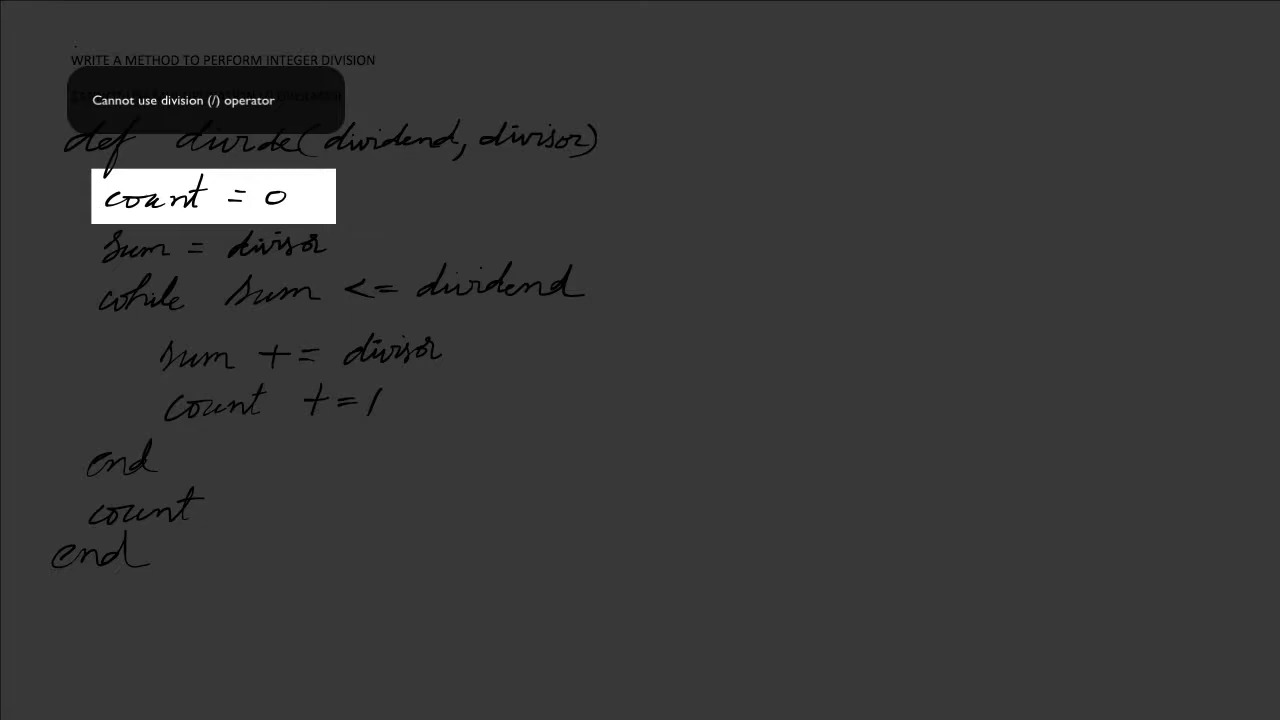 WRITE A METHOD TO PERFORM INTEGER DIVISION
Cannot use division (/) operator
def divide(dividend, divisor)
count = 0
sum = divisor
while sum <= dividend
sum += divisor
count += 1
end
count
end